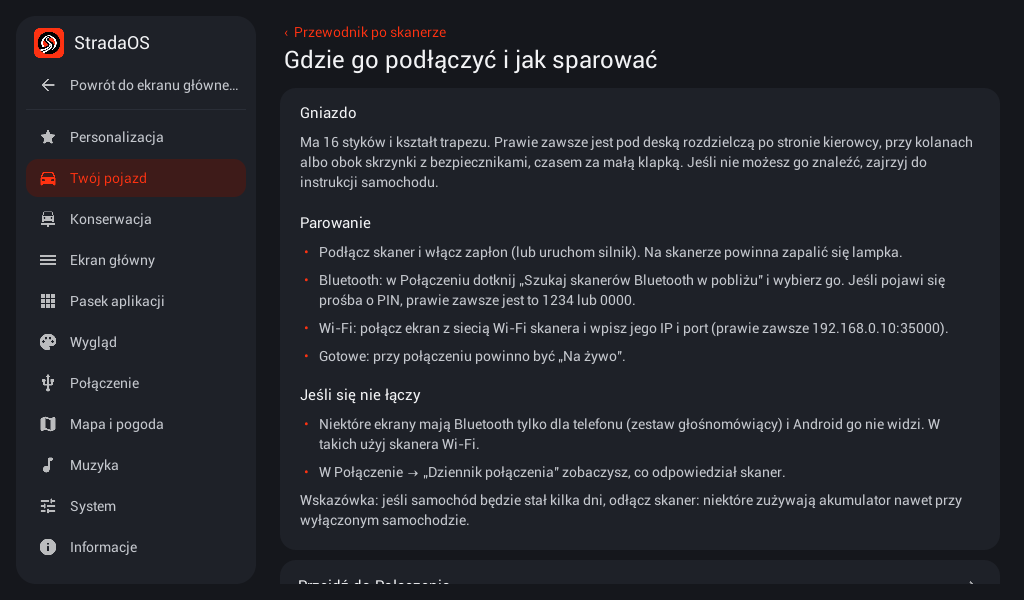 StradaOS
Powrót do ekranu główne...
Personalizacja
Twój pojazd
Konserwacja
Ekran główny
Pasek aplikacji
Wygląd
Połączenie
Mapa i pogoda
Muzyka
System
Informacje
‹ Przewodnik po skanerze
Gdzie go podłączyć i jak sparować
Gniazdo
Ma 16 styków i kształt trapezu. Prawie zawsze jest pod deską rozdzielczą po stronie kierowcy, przy kolanach
albo obok skrzynki z bezpiecznikami, czasem za małą klapką. Jeśli nie możesz go znaleźć, zajrzyj do
instrukcji samochodu.
Parowanie
• Podłącz skaner i włącz zapłon (lub uruchom silnik). Na skanerze powinna zapalić się lampka.
• Bluetooth: w Połączeniu dotknij „Szukaj skanerów Bluetooth w pobliżu” i wybierz go. Jeśli pojawi się
prośba o PIN, prawie zawsze jest to 1234 lub 0000.
• Wi-Fi: połącz ekran z siecią Wi-Fi skanera i wpisz jego IP i port (prawie zawsze 192.168.0.10:35000).
• Gotowe: przy połączeniu powinno być „Na żywo”.
Jeśli się nie łączy
• Niektóre ekrany mają Bluetooth tylko dla telefonu (zestaw głośnomówiący) i Android go nie widzi. W
takich użyj skanera Wi-Fi.
• W Połączenie → „Dziennik połączenia” zobaczysz, co odpowiedział skaner.
Wskazówka: jeśli samochód będzie stał kilka dni, odłącz skaner: niektóre zużywają akumulator nawet przy
wyłączonym samochodzie.
Przejdź do Połączenia